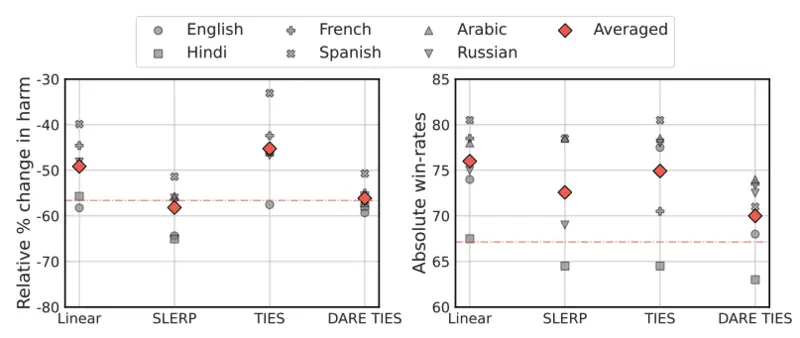 English French Arabic Averaged
Hindi Spanish Russian
Relative % change in harm
-30
-40
-50
-60
-70
-80
Linear SLERP TIES DARE TIES
Absolute win-rates
85
80
75
70
65
60
Linear SLERP TIES DARE TIES